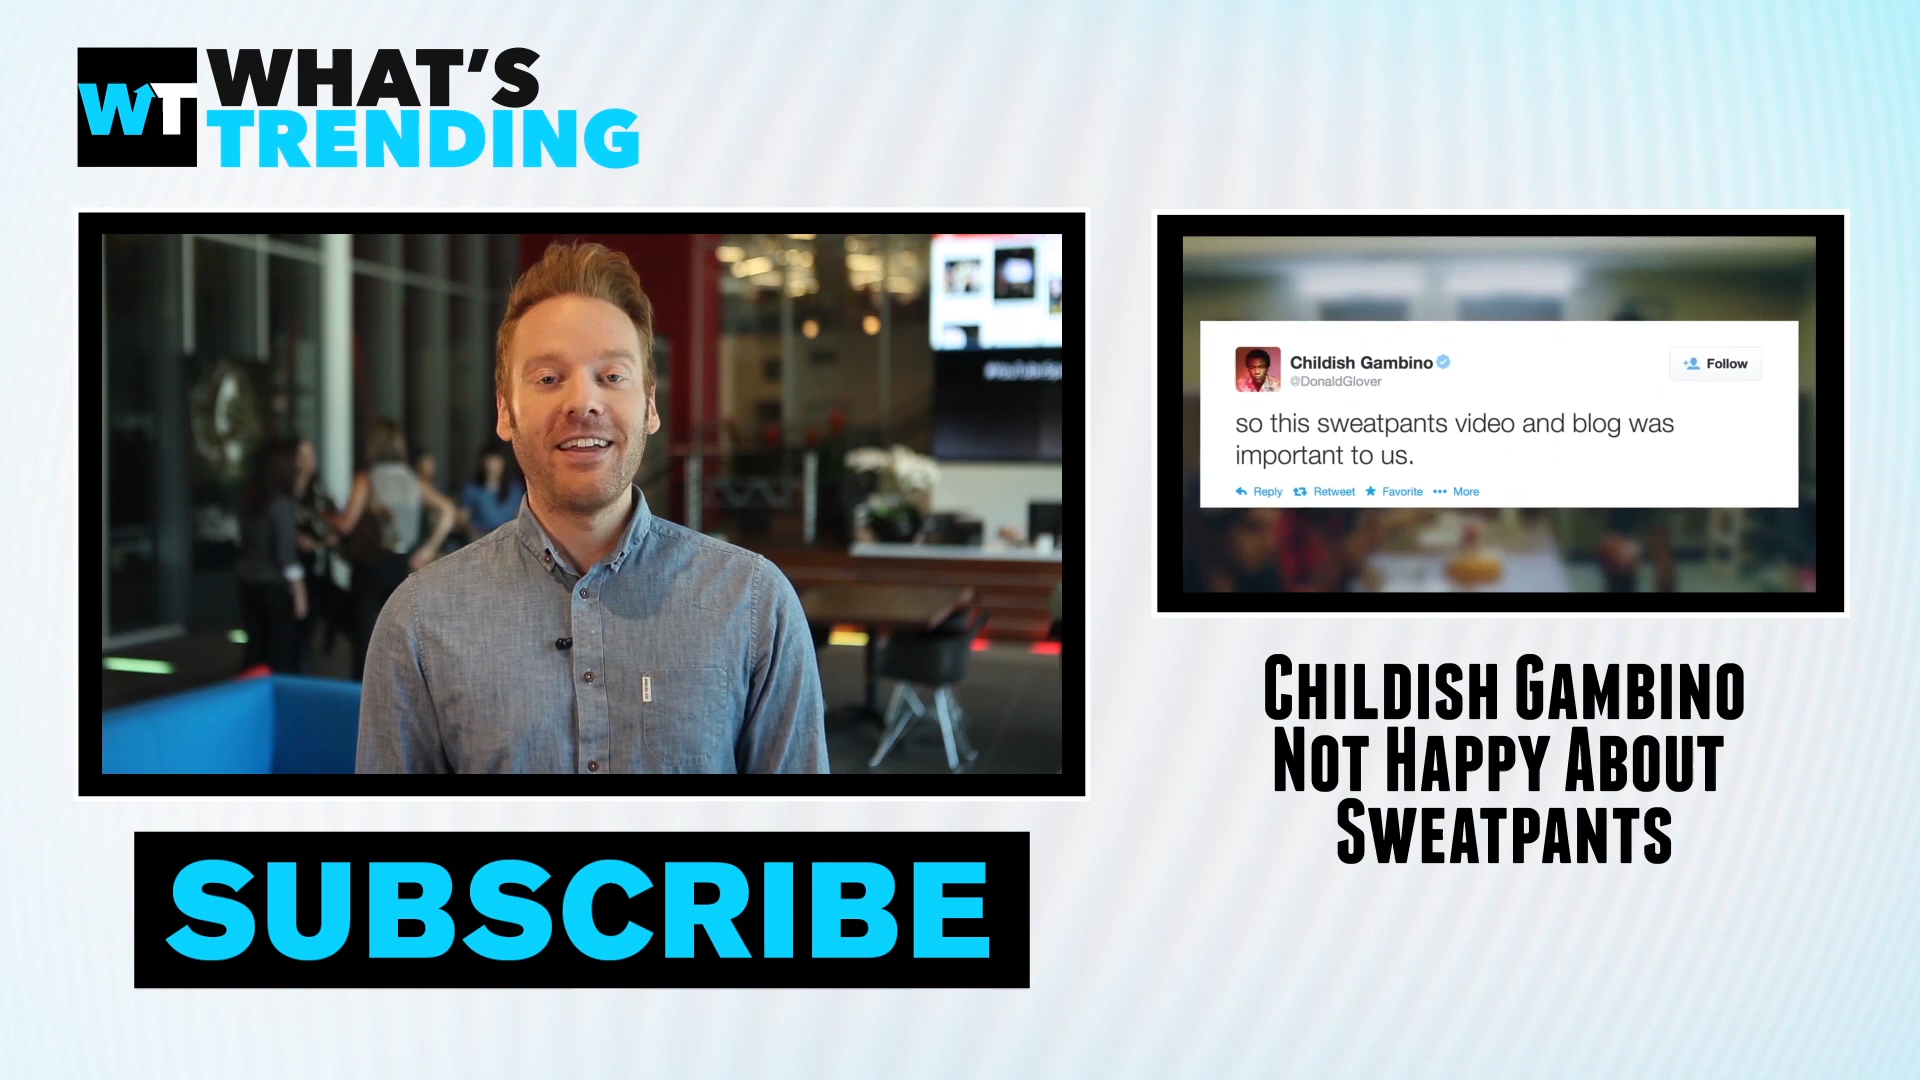 WT WHAT'S
TRENDING
Childish Gambino
@DonaldGlover
Follow
so this sweatpants video and blog was
important to us.
Reply Retweet Favorite More
CHILDISH GAMBINO
NOT HAPPY ABOUT
SWEATPANTS
SUBSCRIBE